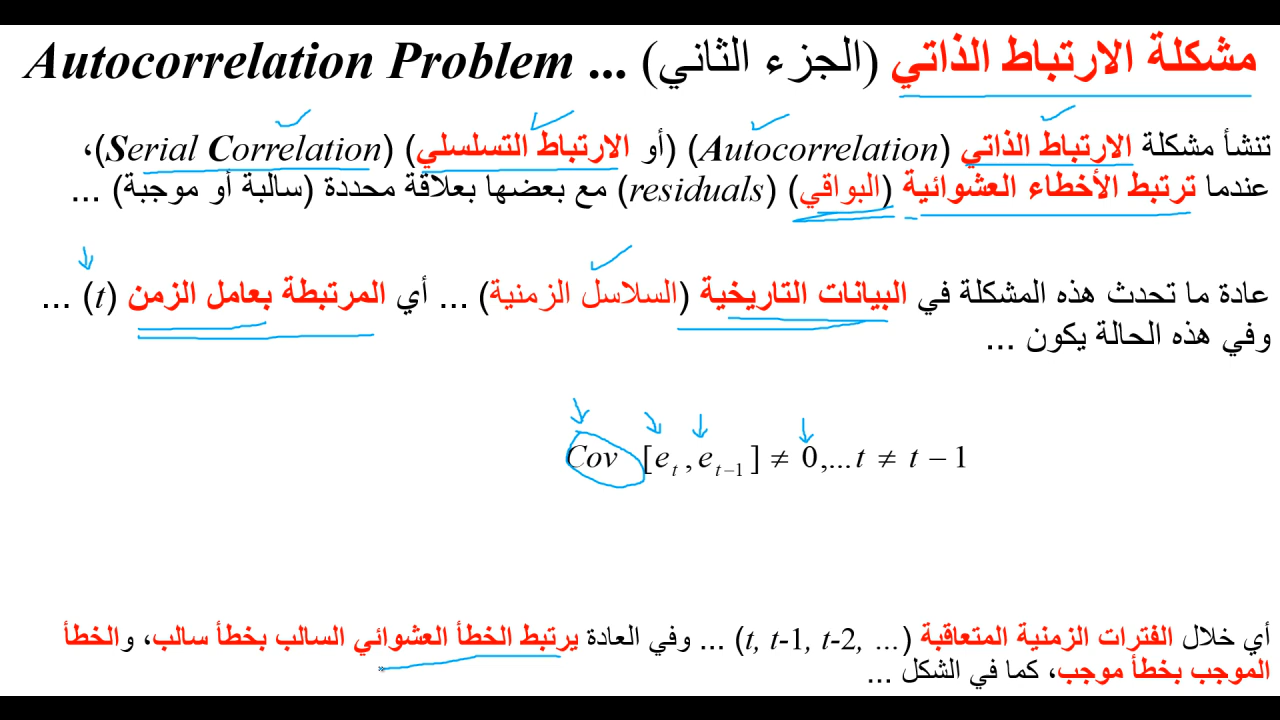 مشكلة الارتباط الذاتي (الجزء الثاني) ... Autocorrelation Problem
تنشأ مشكلة الارتباط الذاتي (Autocorrelation) (أو الارتباط التسلسلي) (Serial Correlation)،
عندما ترتبط الأخطاء العشوائية (البواقي) (residuals) مع بعضها بعلاقة محددة (سالبة أو موجبة) ...
عادة ما تحدث هذه المشكلة في البيانات التاريخية (السلاسل الزمنية) ... أي المرتبطة بعامل الزمن (t) ...
وفي هذه الحالة يكون ...
Cov [e_t , e_{t-1}] ≠ 0,...t ≠ t − 1
أي خلال الفترات الزمنية المتعاقبة (t, t-1, t-2, …) ... وفي العادة يرتبط الخطأ العشوائي السالب بخطأ سالب، والخطأ
الموجب بخطأ موجب، كما في الشكل ...